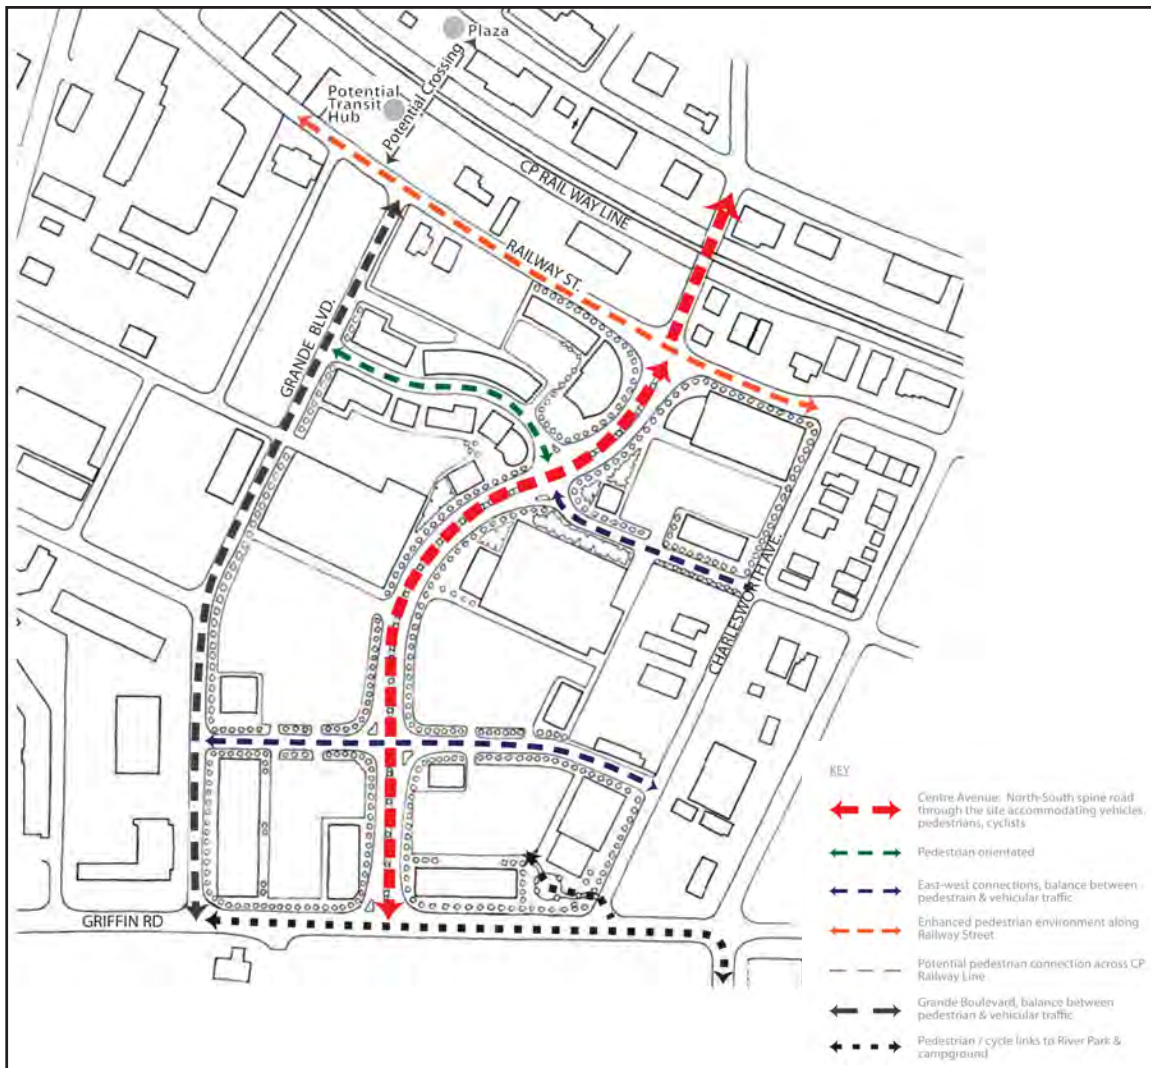 Plaza
Potential
Transit
Hub
Potential Crossing
CP RAIL WAY LINE
RAILWAY ST.
GRANDE BLVD.
CHARLESWORTH AVE.
GRIFFIN RD
KEY
Centre Avenue: North-South spine road
through the site accommodating vehicles,
pedestrians, cyclists
Pedestrian orientated
East-west connections, balance between
pedestrain & vehicular traffic
Enhanced pedestrian environment along
Railway Street
Potential pedestrian connection across CP
Railway Line
Grande Boulevard, balance between
pedestrian & vehicular traffic
Pedestrian / cycle links to River Park &
campground